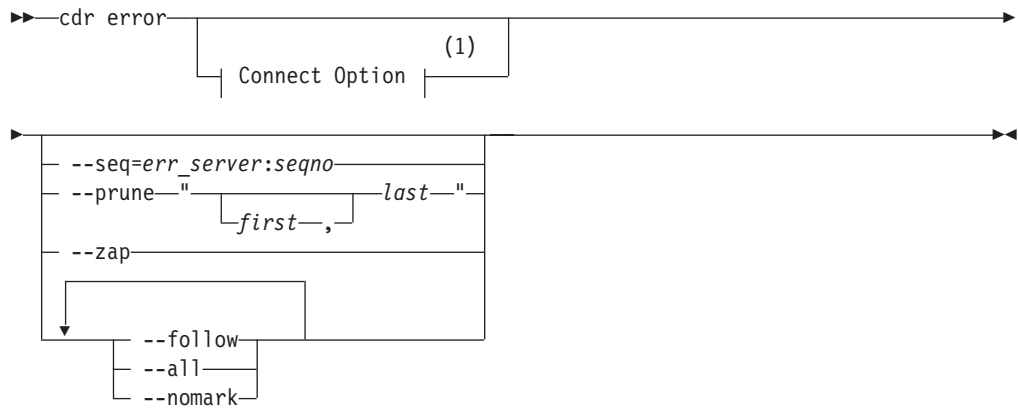 cdr error
(1)
Connect Option
--seq=err_server:seqno
--prune " last "
first ,
--zap
--follow
--all
--nomark